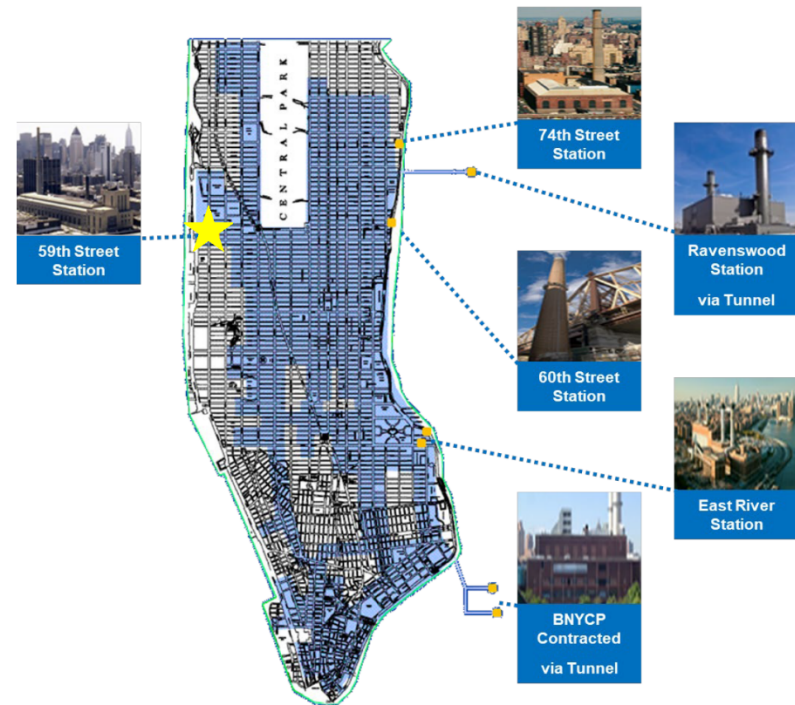 CENTRAL PARK
59th Street
Station
74th Street
Station
Ravenswood
Station
via Tunnel
60th Street
Station
East River
Station
BNYCP
Contracted
via Tunnel